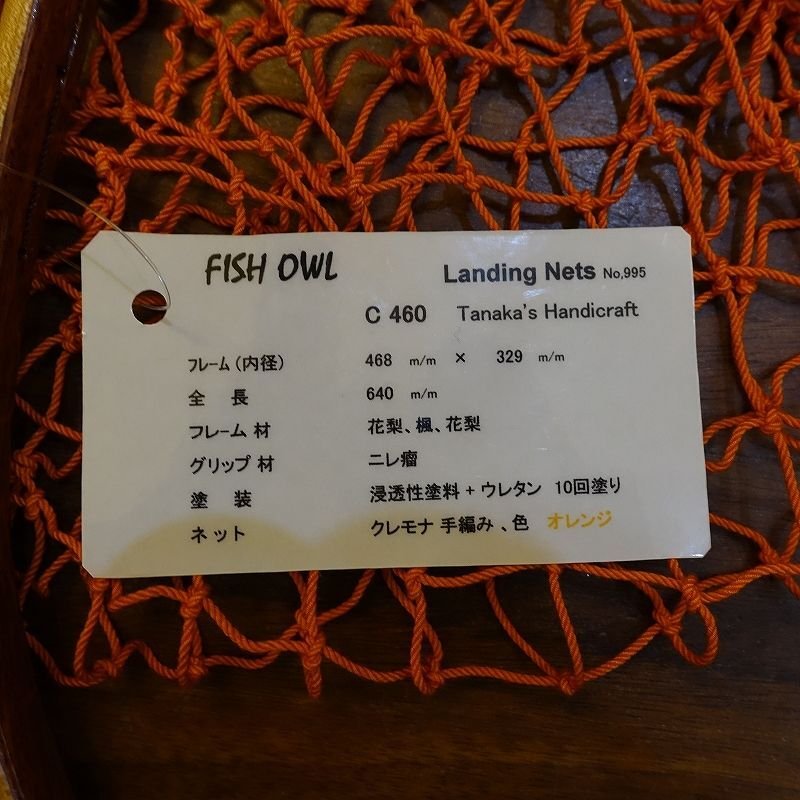 FISH OWL Landing Nets No,995
C 460 Tanaka's Handicraft
フレーム(内径) 468 m/m × 329 m/m
全 長 640 m/m
フレーム 材 花梨、楓、花梨
グリップ 材 ニレ瘤
塗 装 浸透性塗料 + ウレタン 10回塗り
ネット クレモナ 手編み 、色 オレンジ